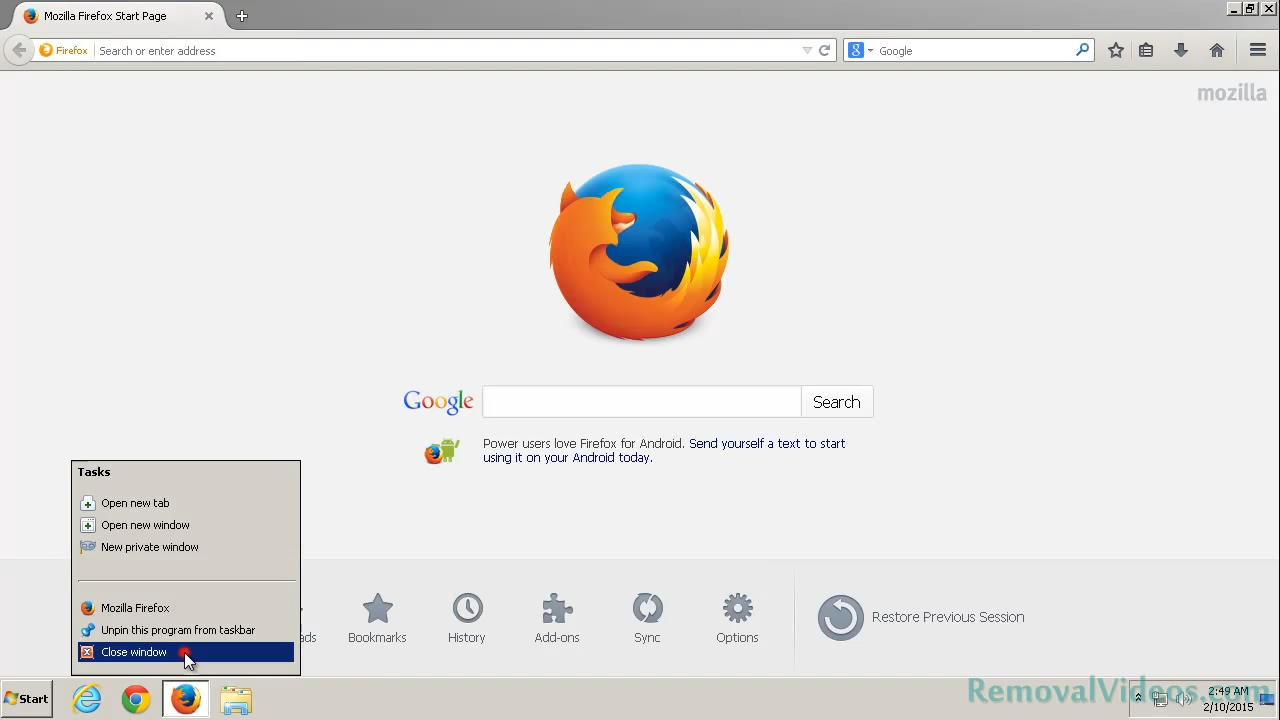 Mozilla Firefox Start Page
Firefox
Search or enter address
8
Google
mozilla
Google
Search
Power users love Firefox for Android. Send yourself a text to start
using it on your Android today.
Tasks
Open new tab
Open new window
New private window
Mozilla Firefox
Unpin this program from taskbar
Close window
ads
Bookmarks
History
Add-ons
Sync
Options
Restore Previous Session
Start
RemovalVideos.com
2:49 AM
2/10/2015